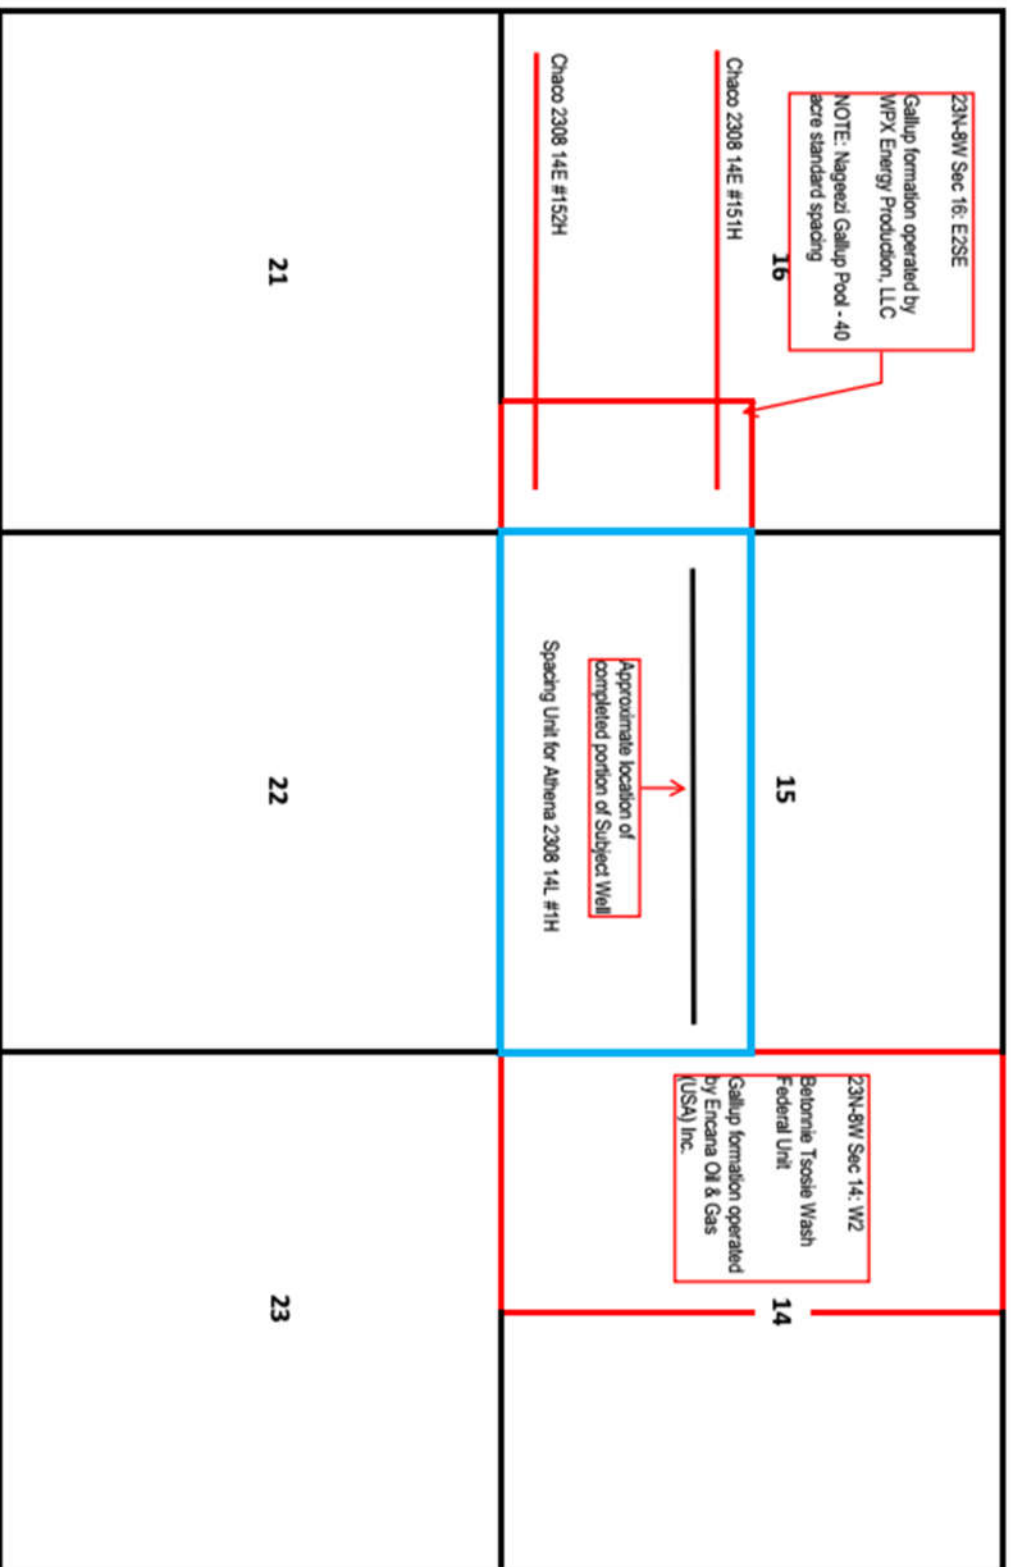 23N-8W Sec 16: E2SE
Gallup formation operated by
WPX Energy Production, LLC
NOTE: Nageezi Gallup Pool - 40
acre standard spacing
16
Chaco 2308 14E #151H
Chaco 2308 14E #152H
15
Approximate location of
completed portion of Subject Well
Spacing Unit for Athena 2308 14L #1H
23N-8W Sec 14: W2
Betonnie Tsosie Wash
Federal Unit
Gallup formation operated
by Encana Oil & Gas
(USA) Inc.
14
21
22
23